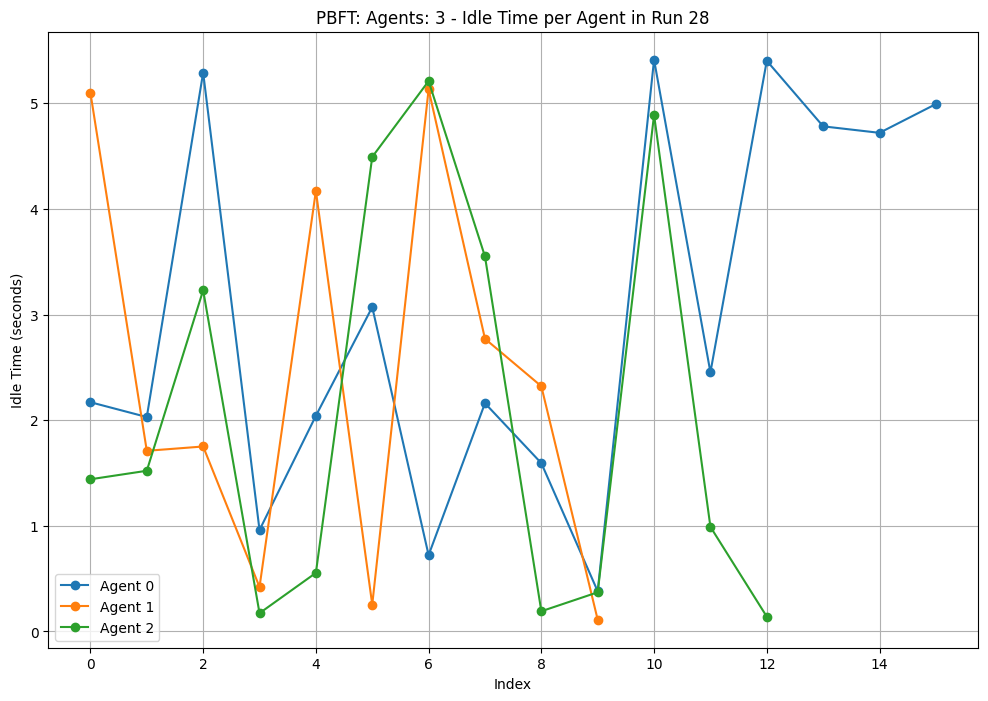 PBFT: Agents: 3 - Idle Time per Agent in Run 28
Idle Time (seconds)
5
4
3
2
1
0
Agent 0
Agent 1
Agent 2
0 2 4 6 8 10 12 14
Index